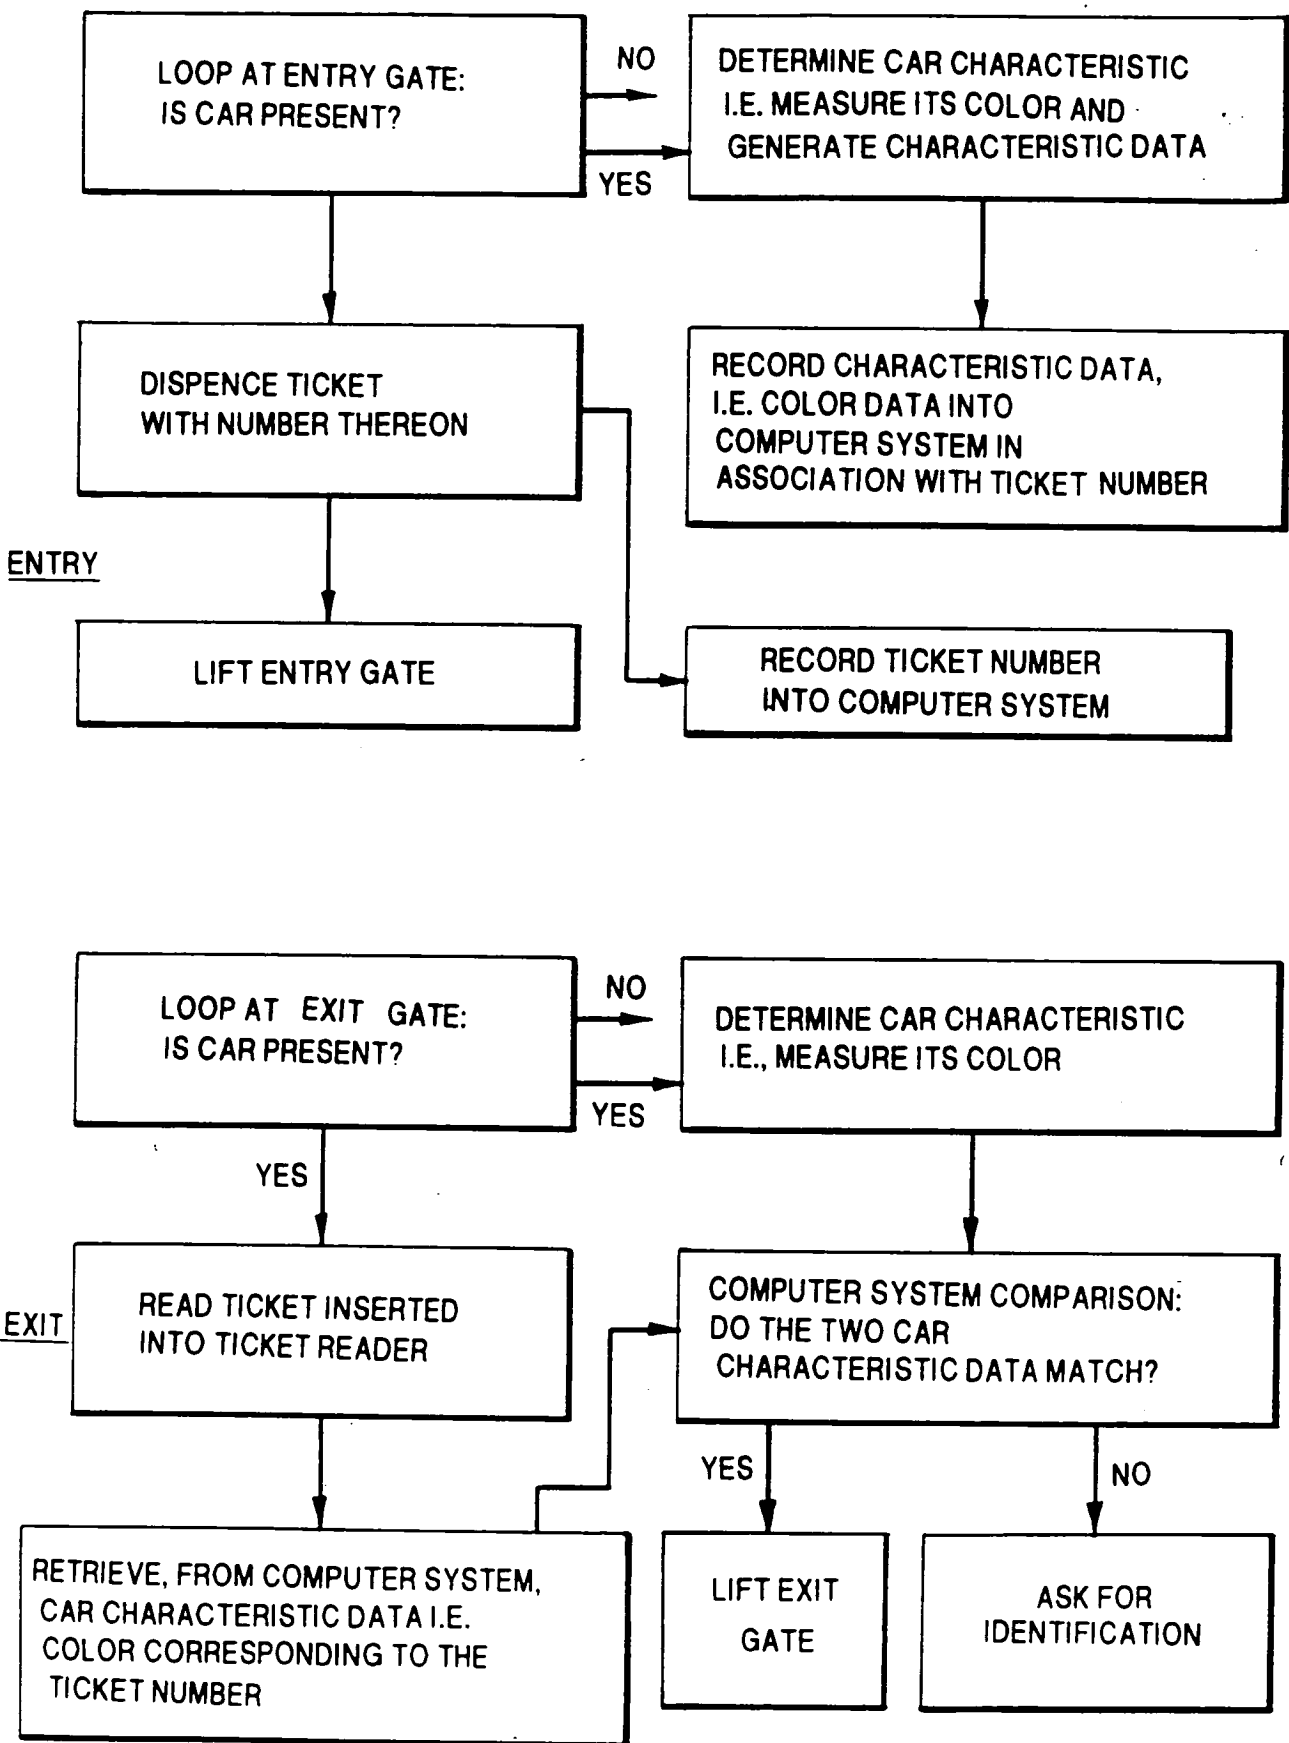 LOOP AT ENTRY GATE:
IS CAR PRESENT?
NO
YES
DETERMINE CAR CHARACTERISTIC
I.E. MEASURE ITS COLOR AND
GENERATE CHARACTERISTIC DATA
DISPENCE TICKET
WITH NUMBER THEREON
RECORD CHARACTERISTIC DATA,
I.E. COLOR DATA INTO
COMPUTER SYSTEM IN
ASSOCIATION WITH TICKET NUMBER
ENTRY
LIFT ENTRY GATE
RECORD TICKET NUMBER
INTO COMPUTER SYSTEM
LOOP AT EXIT GATE:
IS CAR PRESENT?
NO
YES
DETERMINE CAR CHARACTERISTIC
I.E., MEASURE ITS COLOR
YES
EXIT
READ TICKET INSERTED
INTO TICKET READER
COMPUTER SYSTEM COMPARISON:
DO THE TWO CAR
CHARACTERISTIC DATA MATCH?
YES
NO
RETRIEVE, FROM COMPUTER SYSTEM,
CAR CHARACTERISTIC DATA I.E.
COLOR CORRESPONDING TO THE
TICKET NUMBER
LIFT EXIT
GATE
ASK FOR
IDENTIFICATION